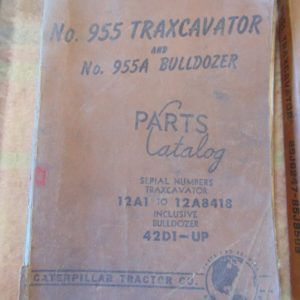 No. 955 TRAXCAVATOR
AND
No. 955A BULLDOZER
PARTS
Catalog
SERIAL NUMBERS
TRAXCAVATOR
12A1 TO 12A8418
INCLUSIVE
BULLDOZER
42D1-UP
CATERPILLAR TRACTOR CO.